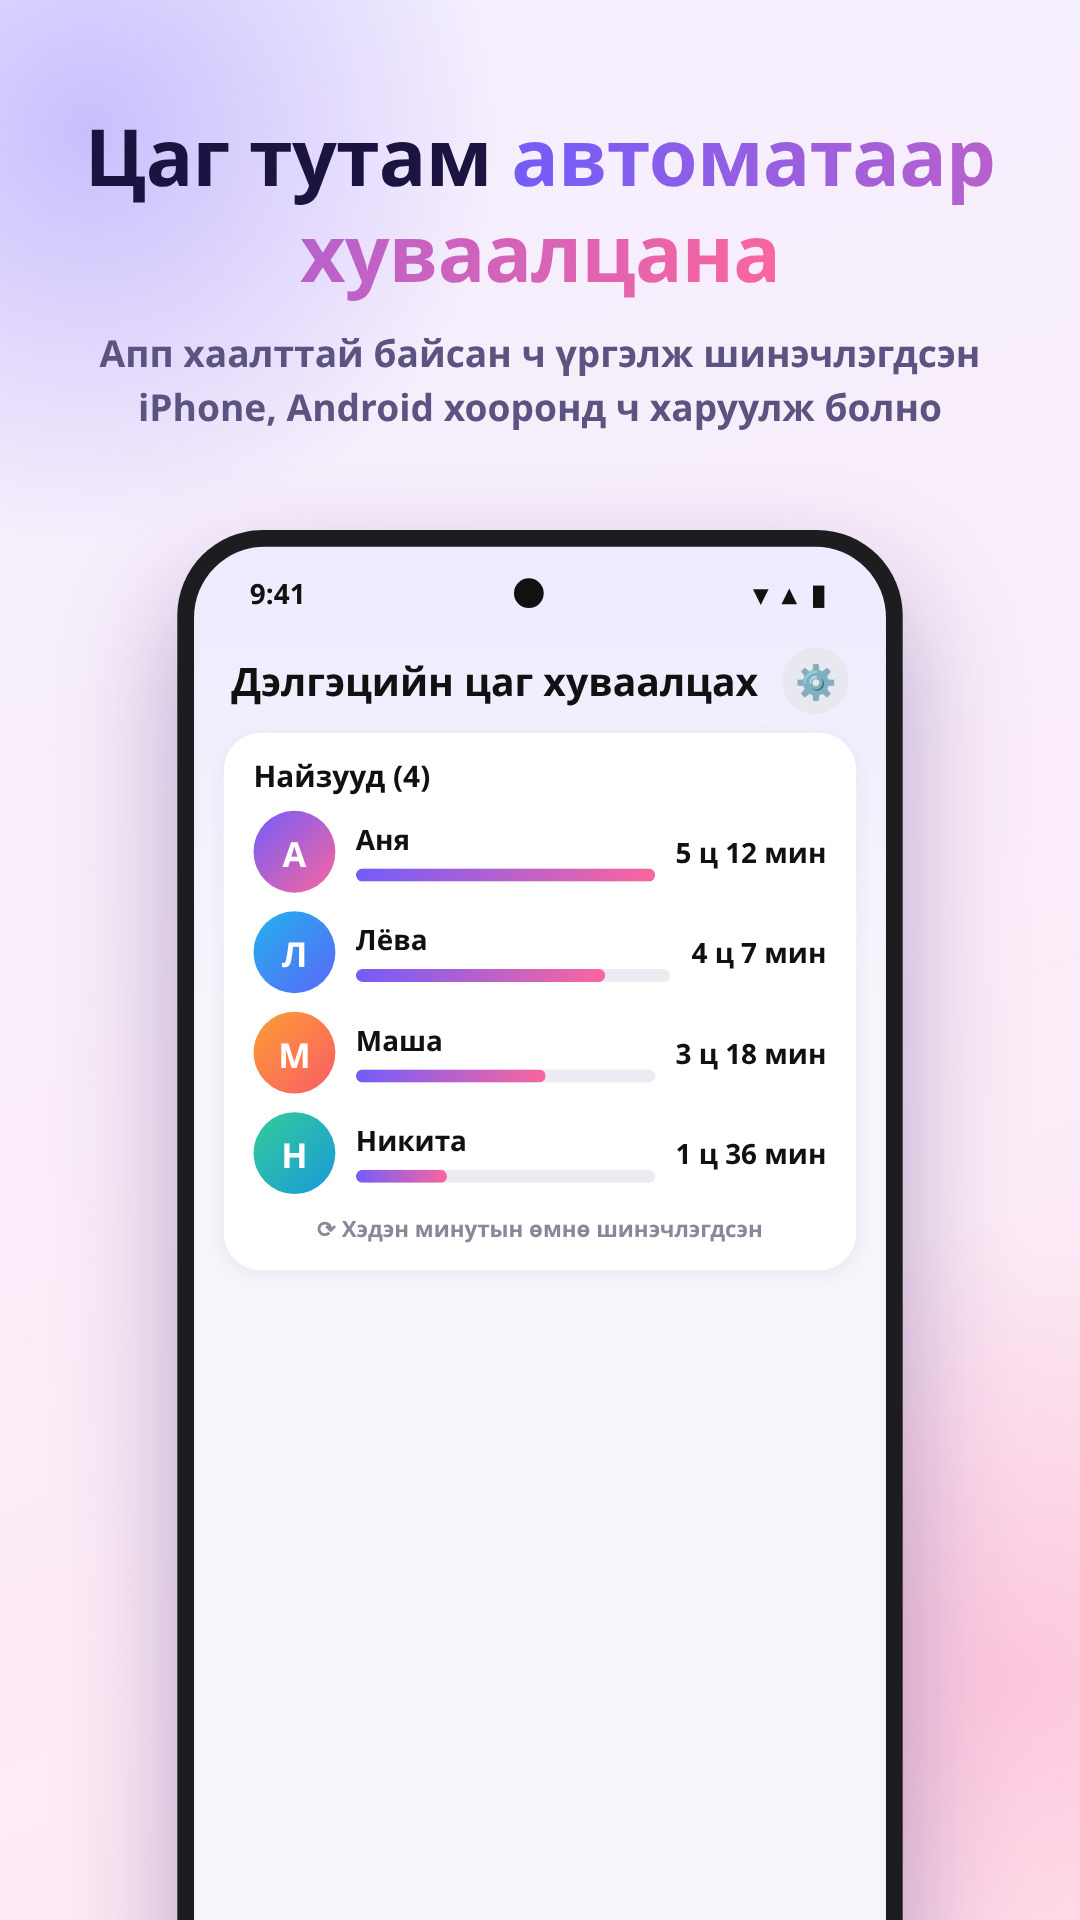 Цаг тутам автоматаар
хуваалцана
Апп хаалттай байсан ч үргэлж шинэчлэгдсэн
iPhone, Android хооронд ч харуулж болно
9:41
Дэлгэцийн цаг хуваалцах
Найзууд (4)
А
Аня
5 ц 12 мин
Л
Лёва
4 ц 7 мин
М
Маша
3 ц 18 мин
Н
Никита
1 ц 36 мин
⟳ Хэдэн минутын өмнө шинэчлэгдсэн